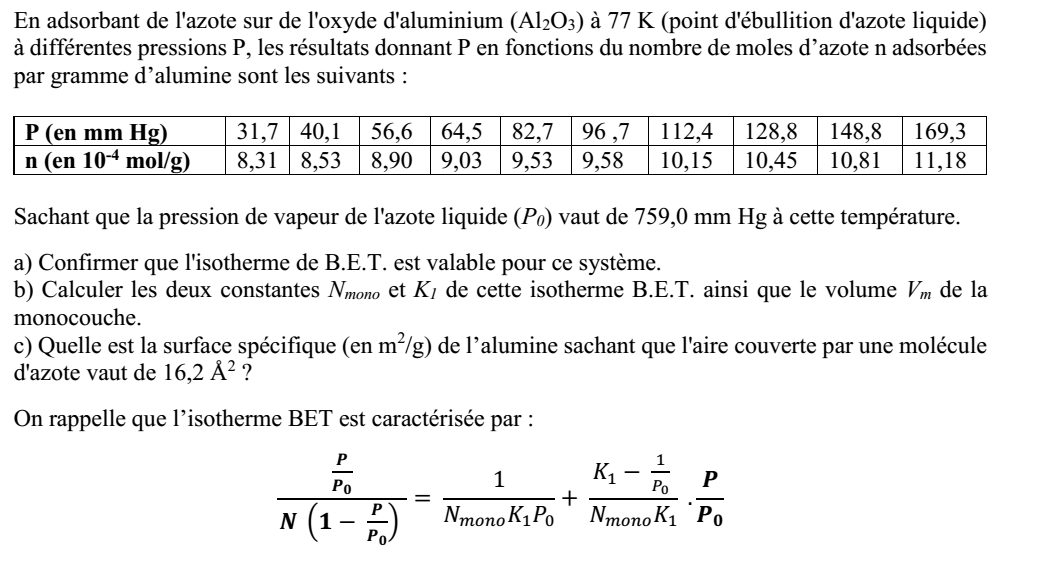 En adsorbant de l'azote sur de l'oxyde d'aluminium (Al₂O₃) à 77 K (point d'ébullition d'azote liquide)
à différentes pressions P, les résultats donnant P en fonctions du nombre de moles d’azote n adsorbées
par gramme d’alumine sont les suivants :
P (en mm Hg) 31,7 40,1 56,6 64,5 82,7 96 ,7 112,4 128,8 148,8 169,3
n (en 10⁻⁴ mol/g) 8,31 8,53 8,90 9,03 9,53 9,58 10,15 10,45 10,81 11,18
Sachant que la pression de vapeur de l'azote liquide (P₀) vaut de 759,0 mm Hg à cette température.
a) Confirmer que l'isotherme de B.E.T. est valable pour ce système.
b) Calculer les deux constantes Nₘₒₙₒ et K₁ de cette isotherme B.E.T. ainsi que le volume Vₘ de la
monocouche.
c) Quelle est la surface spécifique (en m²/g) de l’alumine sachant que l'aire couverte par une molécule
d'azote vaut de 16,2 Å² ?
On rappelle que l’isotherme BET est caractérisée par :
(P/P₀) / (N (1 − P/P₀)) = 1 / (Nₘₒₙₒ K₁ P₀) + (K₁ − 1/P₀) / (Nₘₒₙₒ K₁) . P/P₀